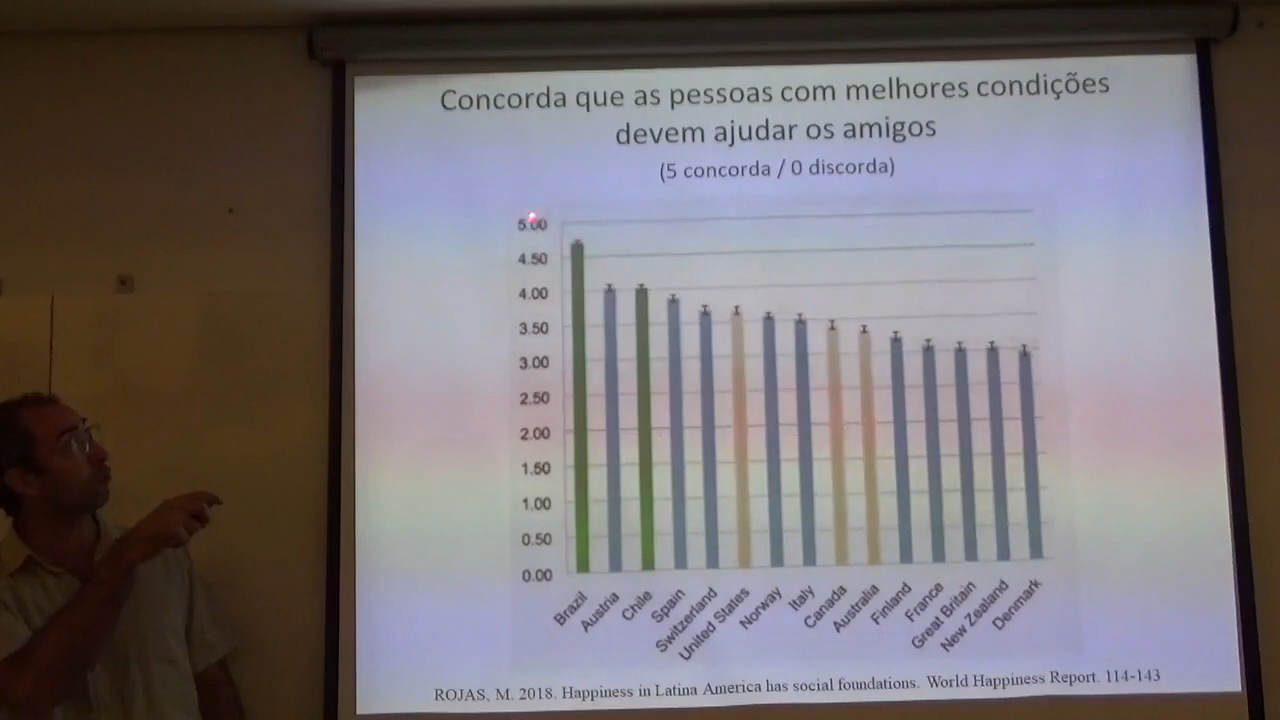 Concorda que as pessoas com melhores condições
devem ajudar os amigos
(5 concorda / 0 discorda)
5.00
4.50
4.00
3.50
3.00
2.50
2.00
1.50
1.00
0.50
0.00
Brazil
Austria
Chile
Spain
Switzerland
United States
Norway
Italy
Canada
Australia
Finland
France
Great Britain
New Zealand
Denmark
ROJAS, M. 2018. Happiness in Latina America has social foundations. World Happiness Report. 114-143